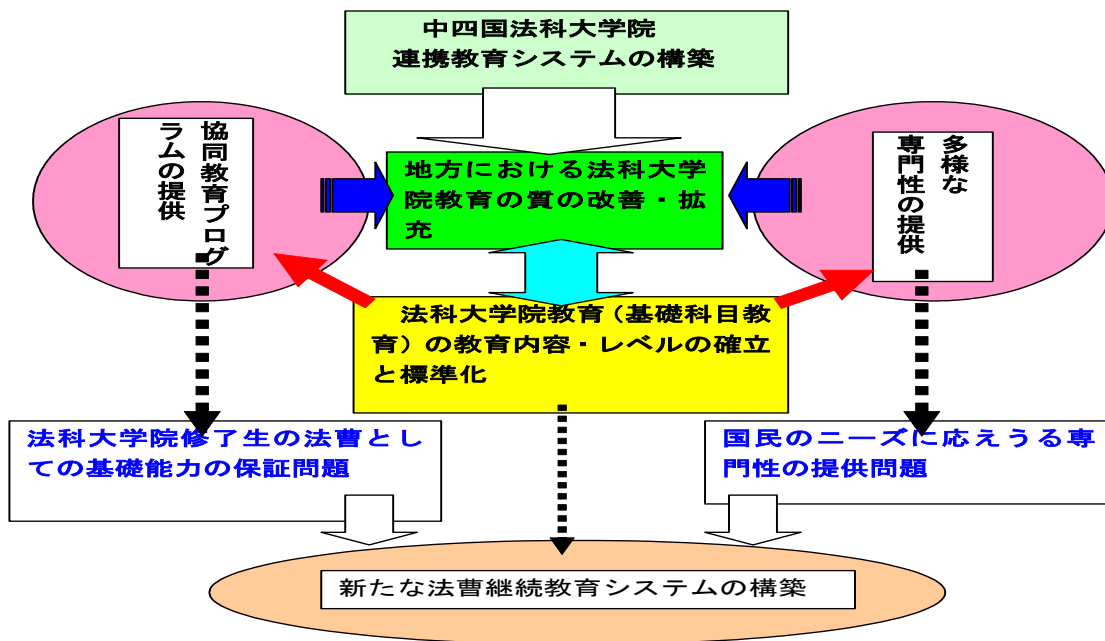 中四国法科大学院
連携教育システムの構築
協同教育プログ
ラムの提供
地方における法科大学
院教育の質の改善・拡
充
多様な
専門性の提供
法科大学院教育（基礎科目教
育）の教育内容・レベルの確立
と標準化
法科大学院修了生の法曹とし
ての基礎能力の保証問題
国民のニーズに応えうる専
門性の提供問題
新たな法曹継続教育システムの構築